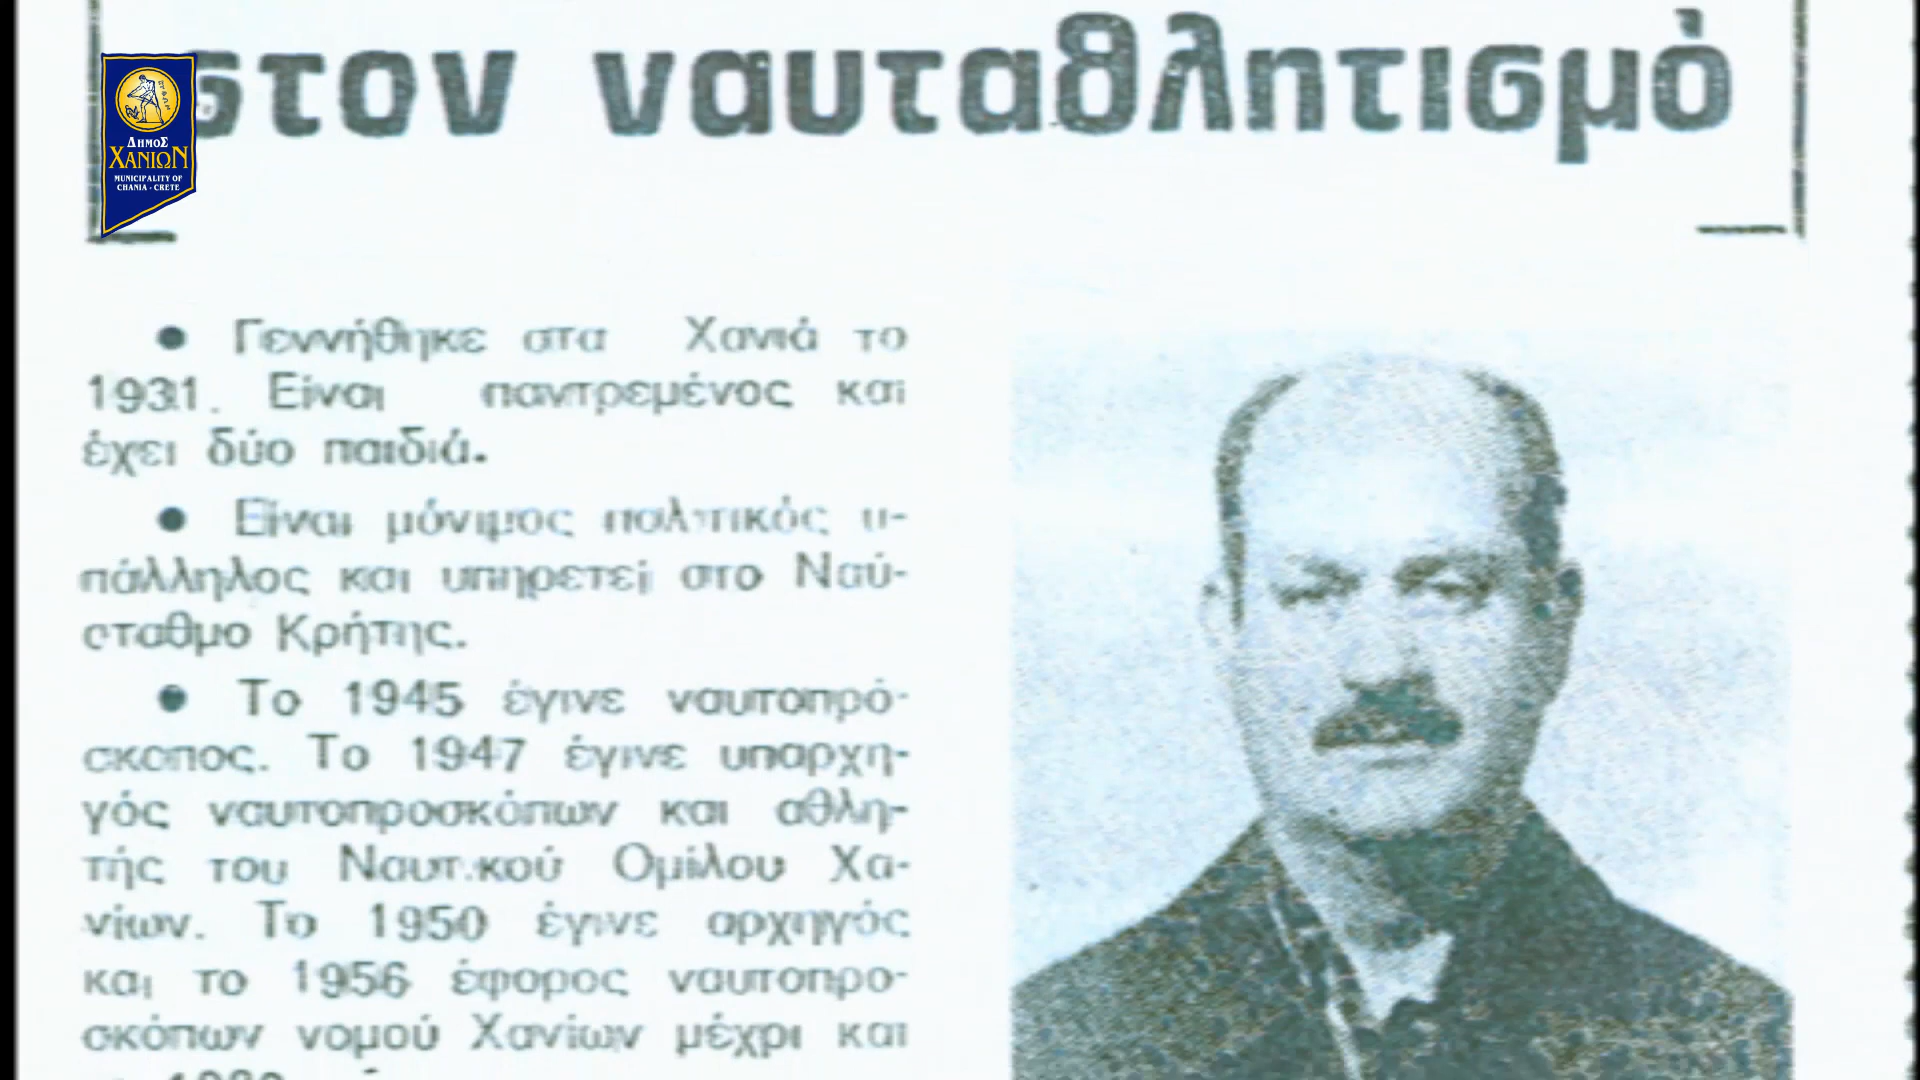 στον ναυταθλητισμό
ΔΗΜΟΣ
ΧΑΝΙΩΝ
MUNICIPALITY OF
CHANIA - CRETE
● Γεννήθηκε στα Χανιά το
1931. Είναι παντρεμένος και
έχει δύο παιδιά.
● Είναι μόνιμος πολιτικός υ-
πάλληλος και υπηρετεί στο Ναύ-
σταθμο Κρήτης.
● Το 1945 έγινε ναυτοπρό-
σκοπος. Το 1947 έγινε υπαρχη-
γός ναυτοπροσκόπων και αθλη-
τής του Ναυτικού Ομίλου Χα-
νίων. Το 1950 έγινε αρχηγός
και το 1956 έφορος ναυτοπρο-
σκόπων νομού Χανίων μέχρι και